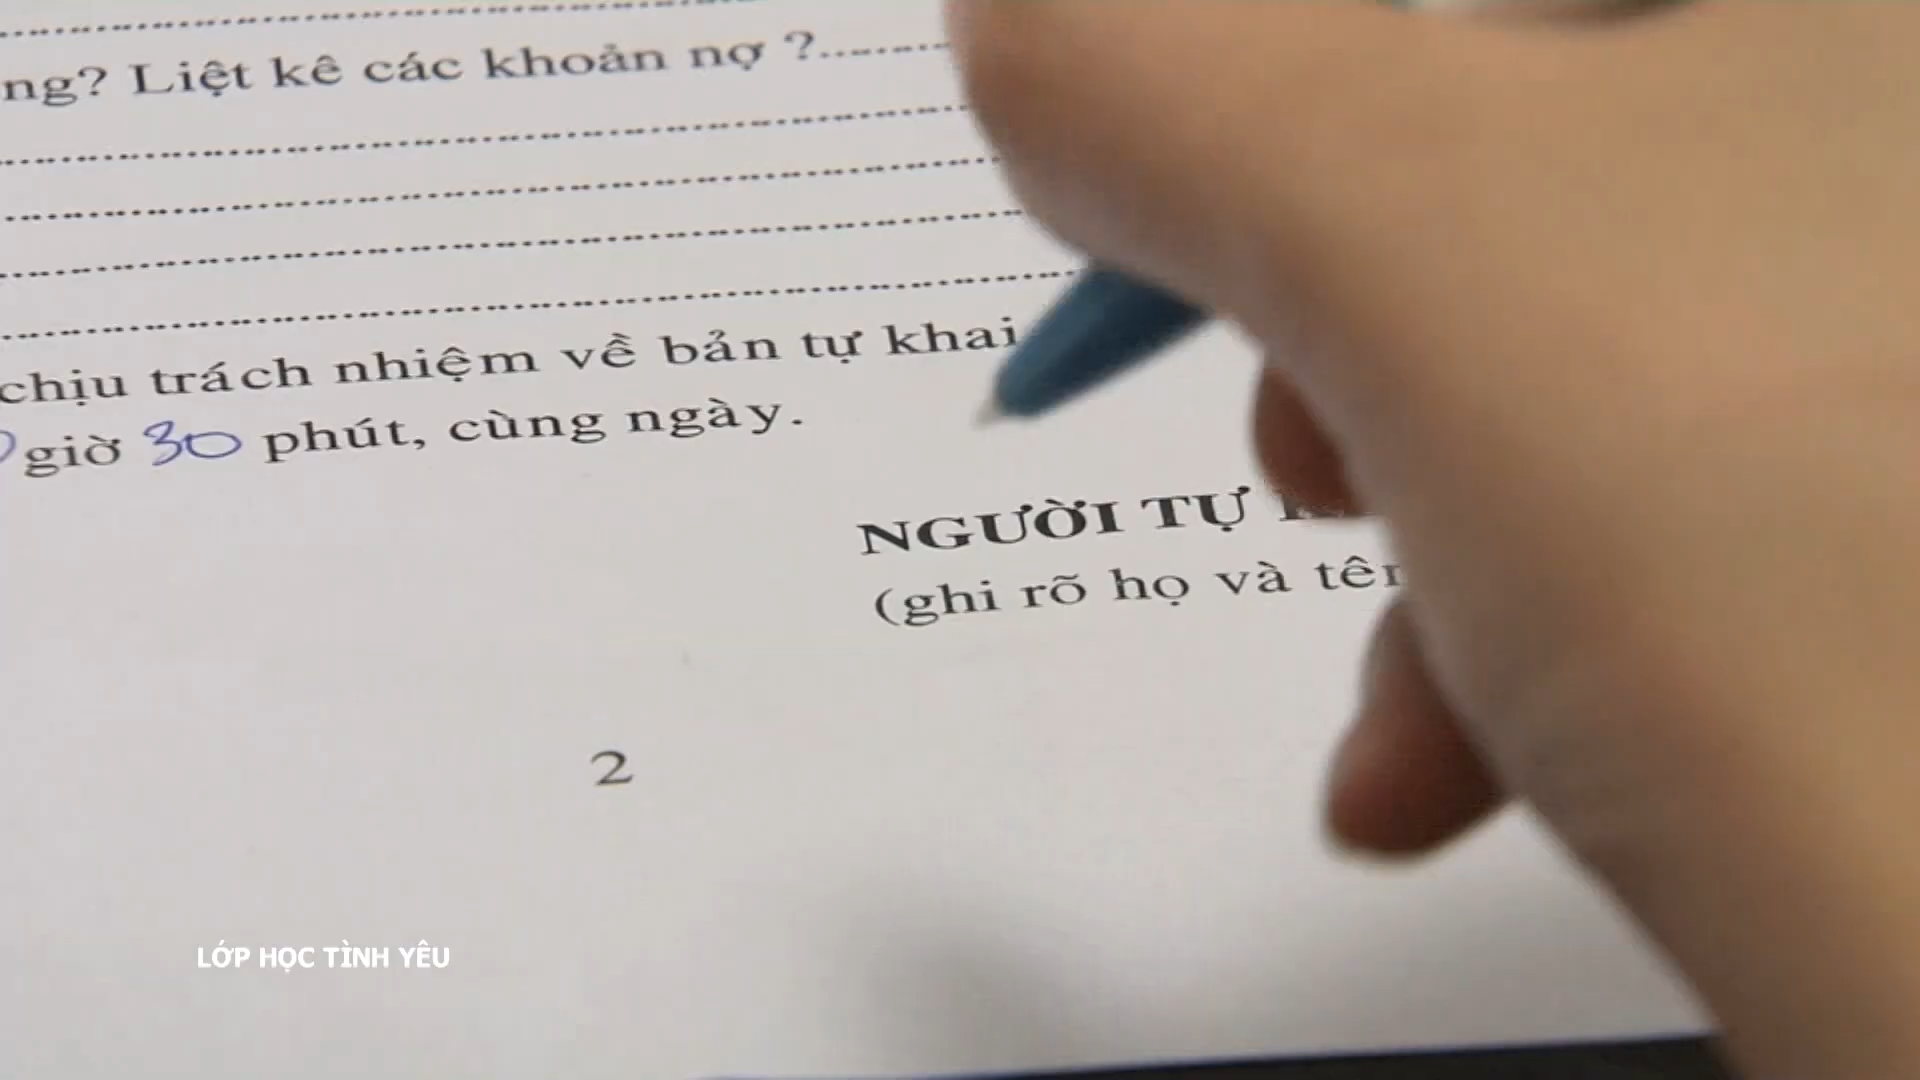 ng? Liệt kê các khoản nợ ?
chịu trách nhiệm về bản tự khai
giờ 30 phút, cùng ngày.
NGƯỜI TỰ
(ghi rõ họ và tên
2
LỚP HỌC TÌNH YÊU